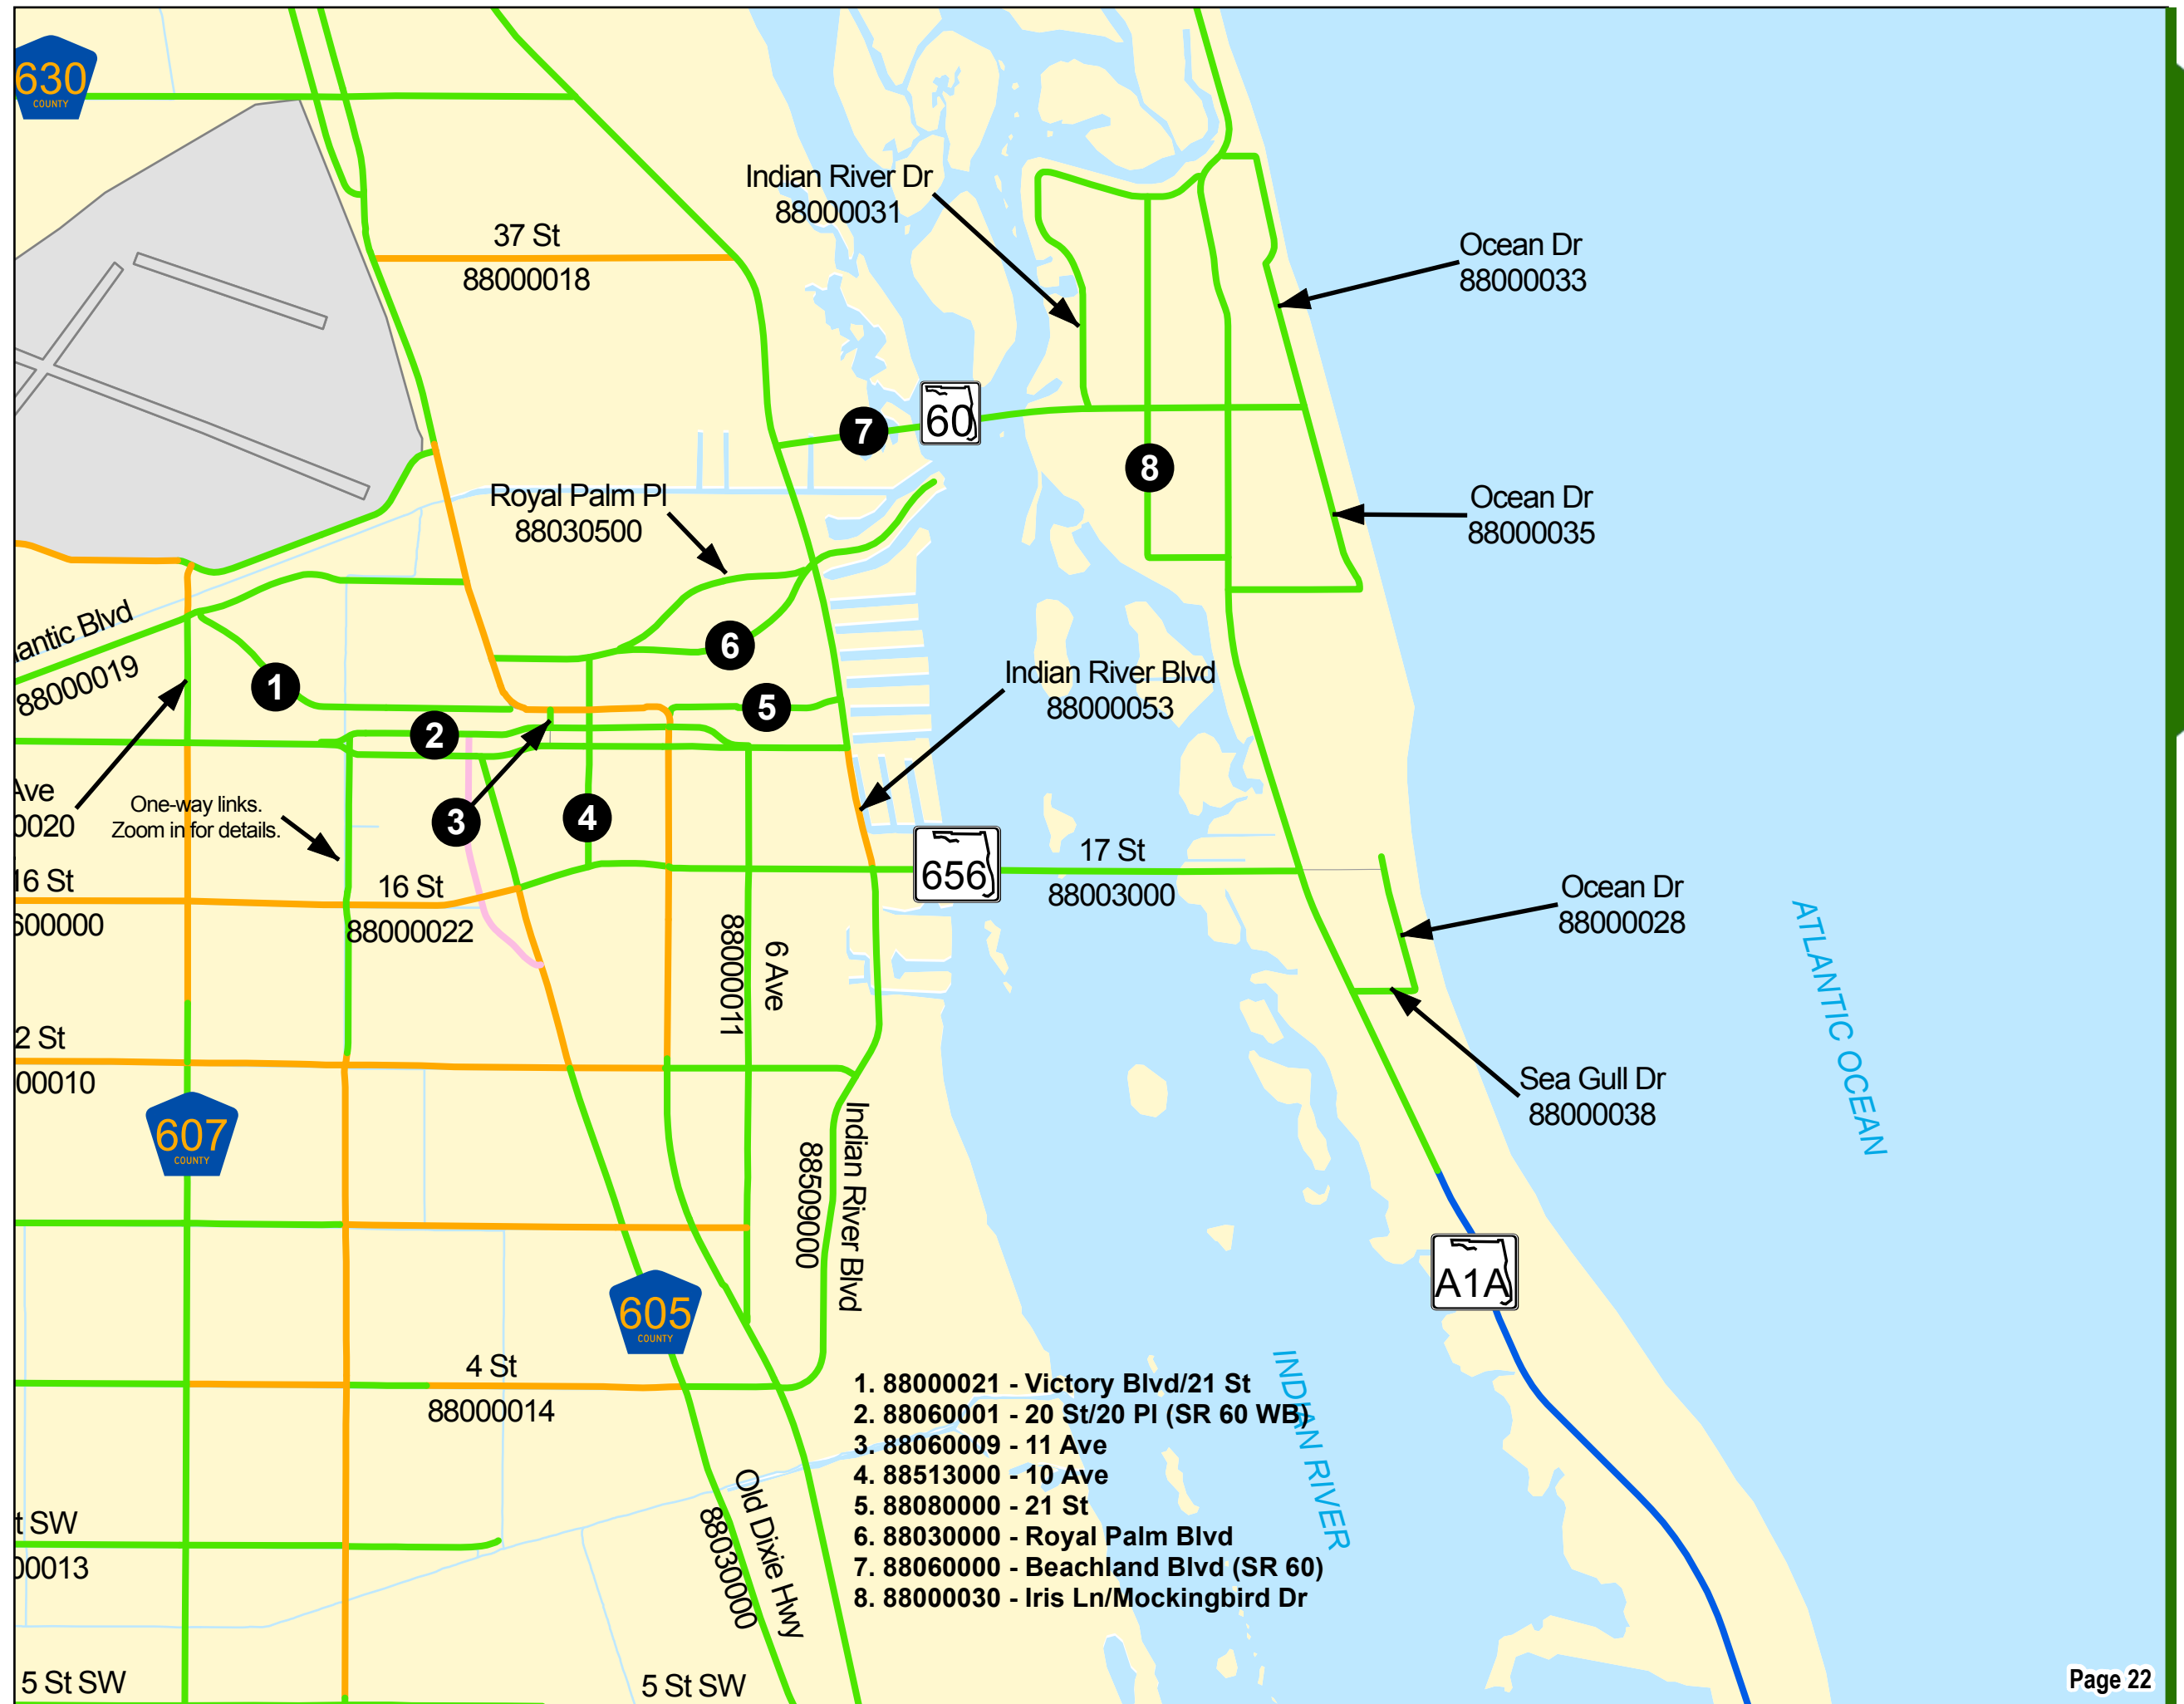 630
COUNTY
Indian River Dr
88000031
37 St
88000018
Ocean Dr
88000033
60
7
8
Royal Palm Pl
88030500
Ocean Dr
88000035
lantic Blvd
88000019
6
1
5
2
Indian River Blvd
88000053
Ave
0020
One-way links.
Zoom in for details.
3
4
17 St
88003000
656
16 St
600000
16 St
88000022
Ocean Dr
88000028
6 Ave
88000011
ATLANTIC OCEAN
2 St
00010
Sea Gull Dr
88000038
607
COUNTY
Indian River Blvd
88509000
A1A
605
COUNTY
4 St
88000014
INDIAN RIVER
1. 88000021 - Victory Blvd/21 St
2. 88060001 - 20 St/20 Pl (SR 60 WB)
3. 88060009 - 11 Ave
4. 88513000 - 10 Ave
5. 88080000 - 21 St
6. 88030000 - Royal Palm Blvd
7. 88060000 - Beachland Blvd (SR 60)
8. 88000030 - Iris Ln/Mockingbird Dr
Old Dixie Hwy
88030000
t SW
00013
5 St SW
5 St SW
Page 22